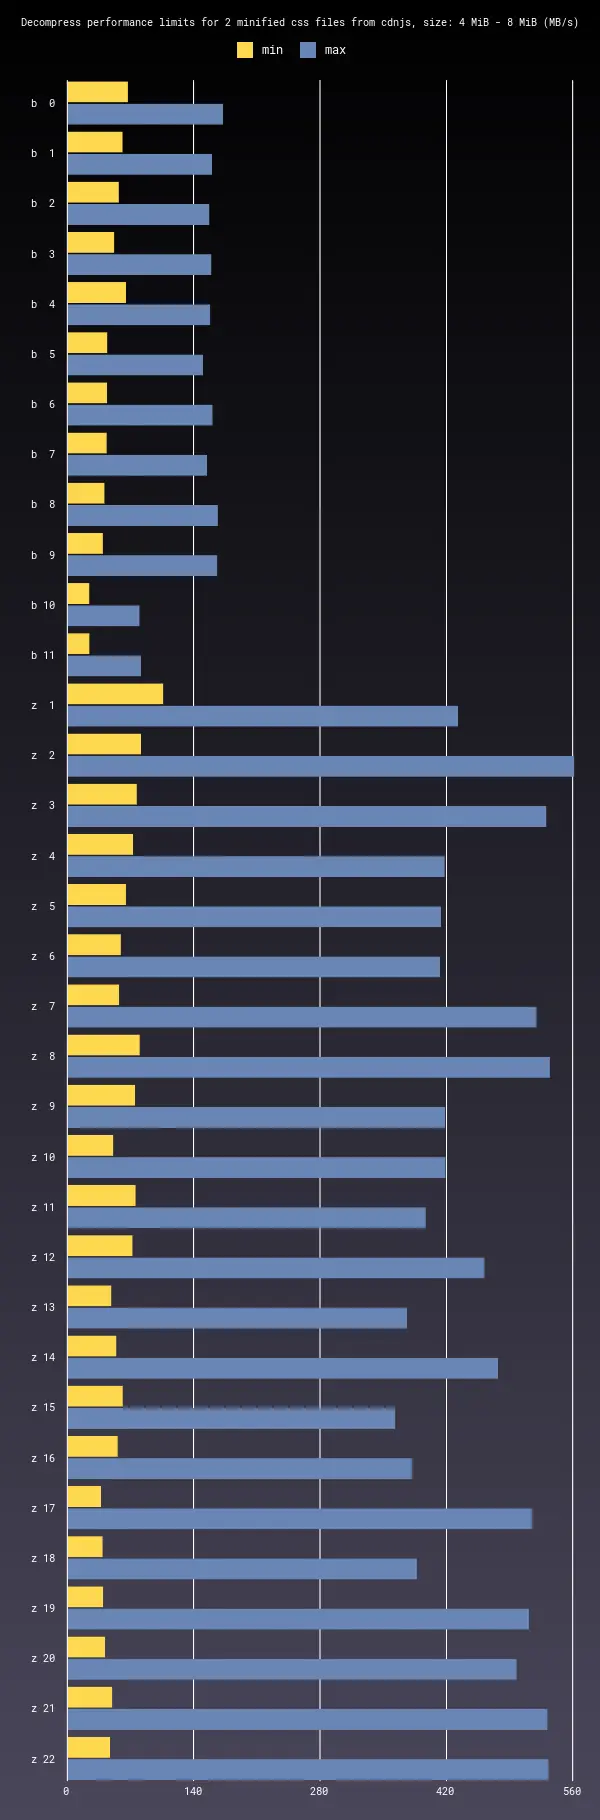 Decompress performance limits for 2 minified css files from cdnjs, size: 4 MiB - 8 MiB (MB/s)
min max
b 0
b 1
b 2
b 3
b 4
b 5
b 6
b 7
b 8
b 9
b 10
b 11
z 1
z 2
z 3
z 4
z 5
z 6
z 7
z 8
z 9
z 10
z 11
z 12
z 13
z 14
z 15
z 16
z 17
z 18
z 19
z 20
z 21
z 22
0 140 280 420 560